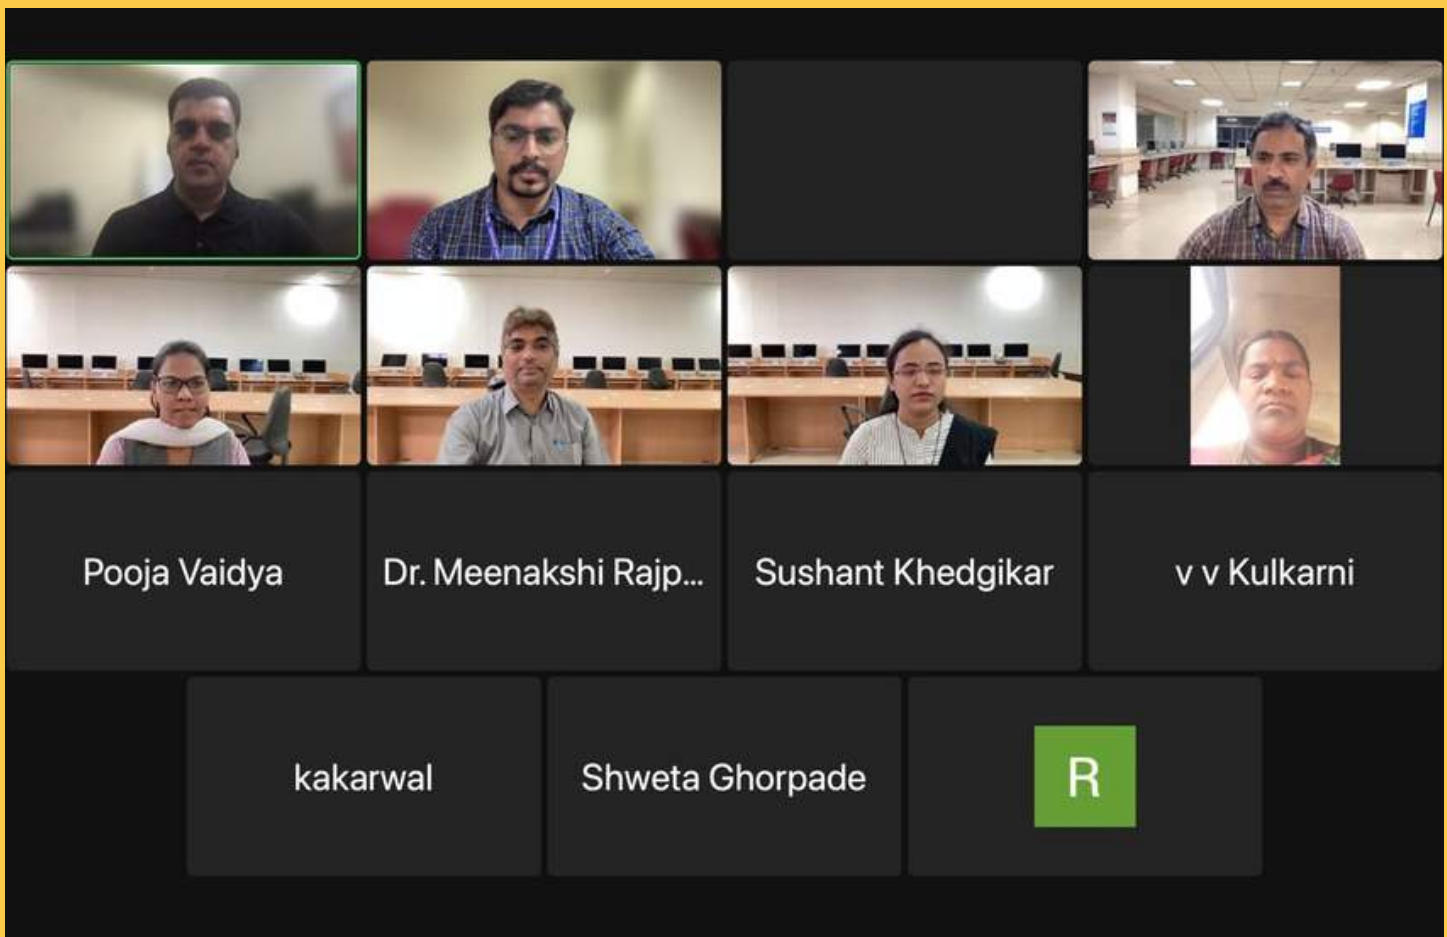 Pooja Vaidya
Dr. Meenakshi Rajp...
Sushant Khedgikar
v v Kulkarni
kakarwal
Shweta Ghorpade
R